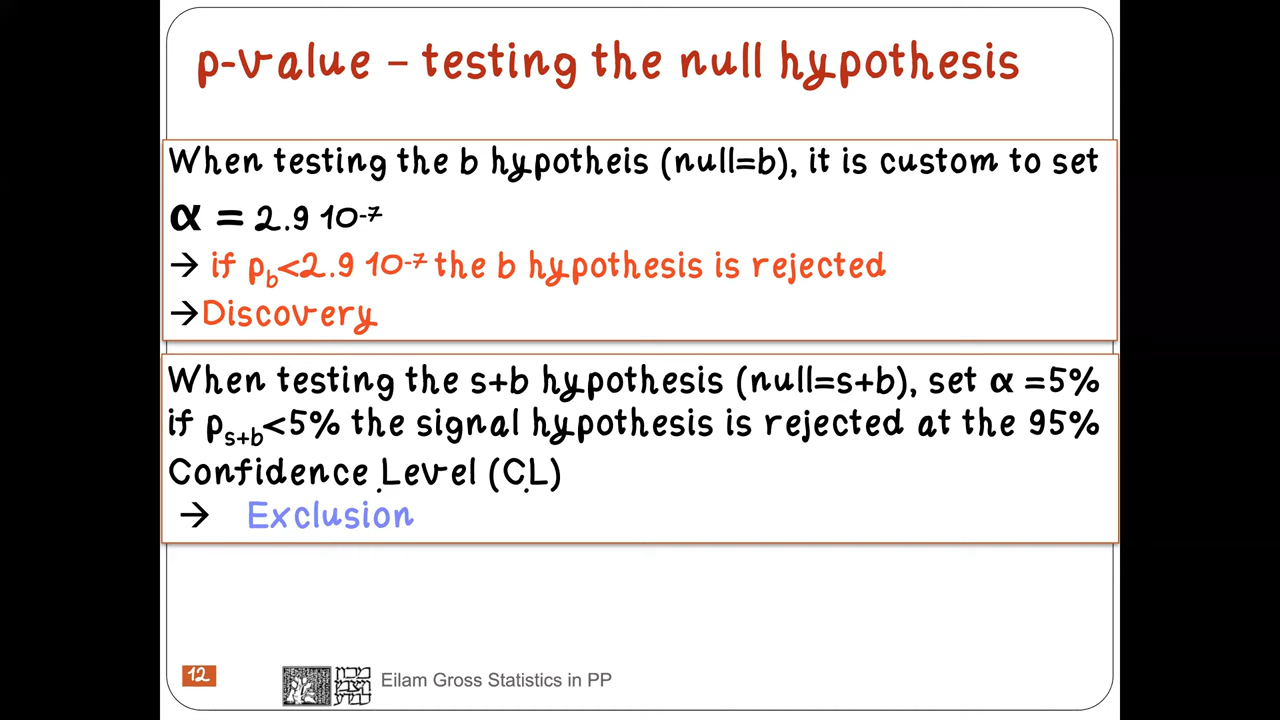 p-value – testing the null hypothesis
When testing the b hypotheis (null=b), it is custom to set
α = 2.9 10⁻⁷
→ if p_b<2.9 10⁻⁷ the b hypothesis is rejected
→Discovery
When testing the s+b hypothesis (null=s+b), set α =5%
if p_s+b<5% the signal hypothesis is rejected at the 95%
Confidence Level (CL)
→ Exclusion
12
Eilam Gross Statistics in PP